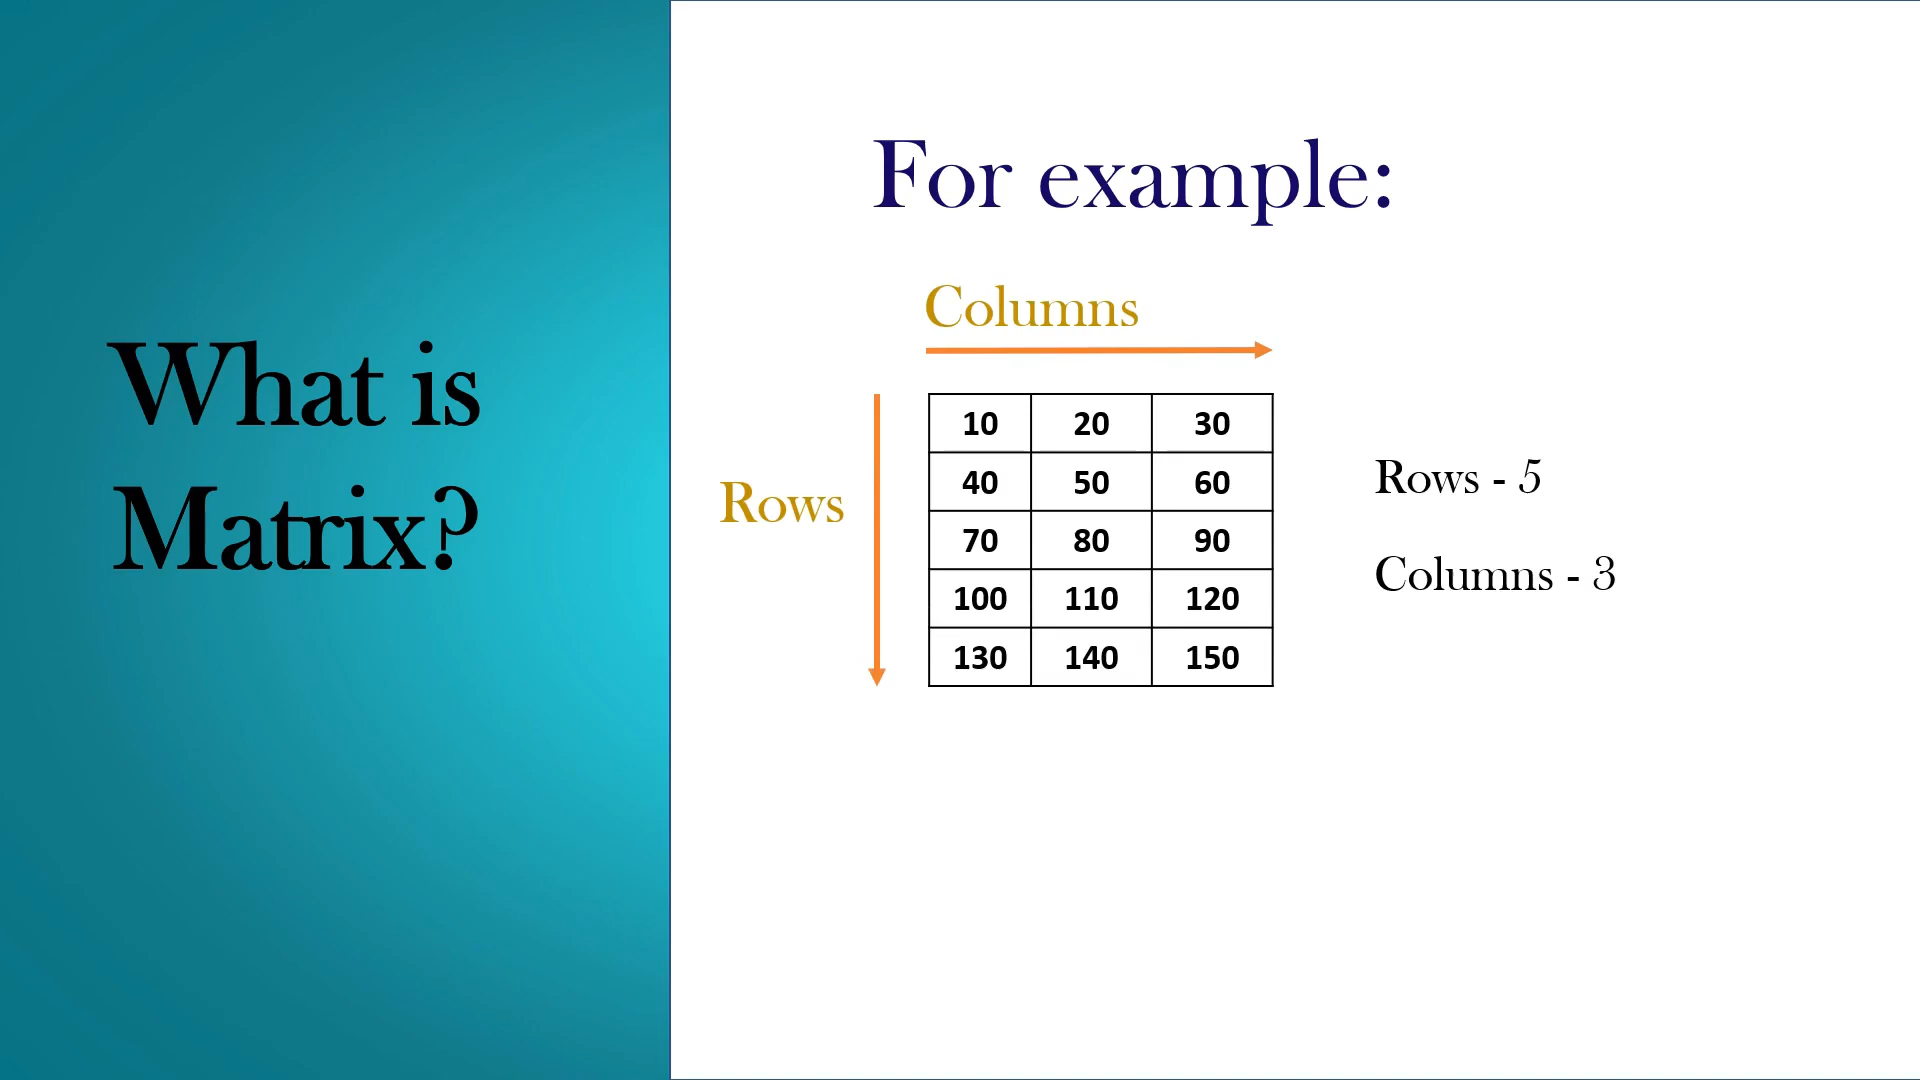 What is
Matrix?
For example:
Columns
Rows
10 20 30
40 50 60
70 80 90
100 110 120
130 140 150
Rows - 5
Columns - 3